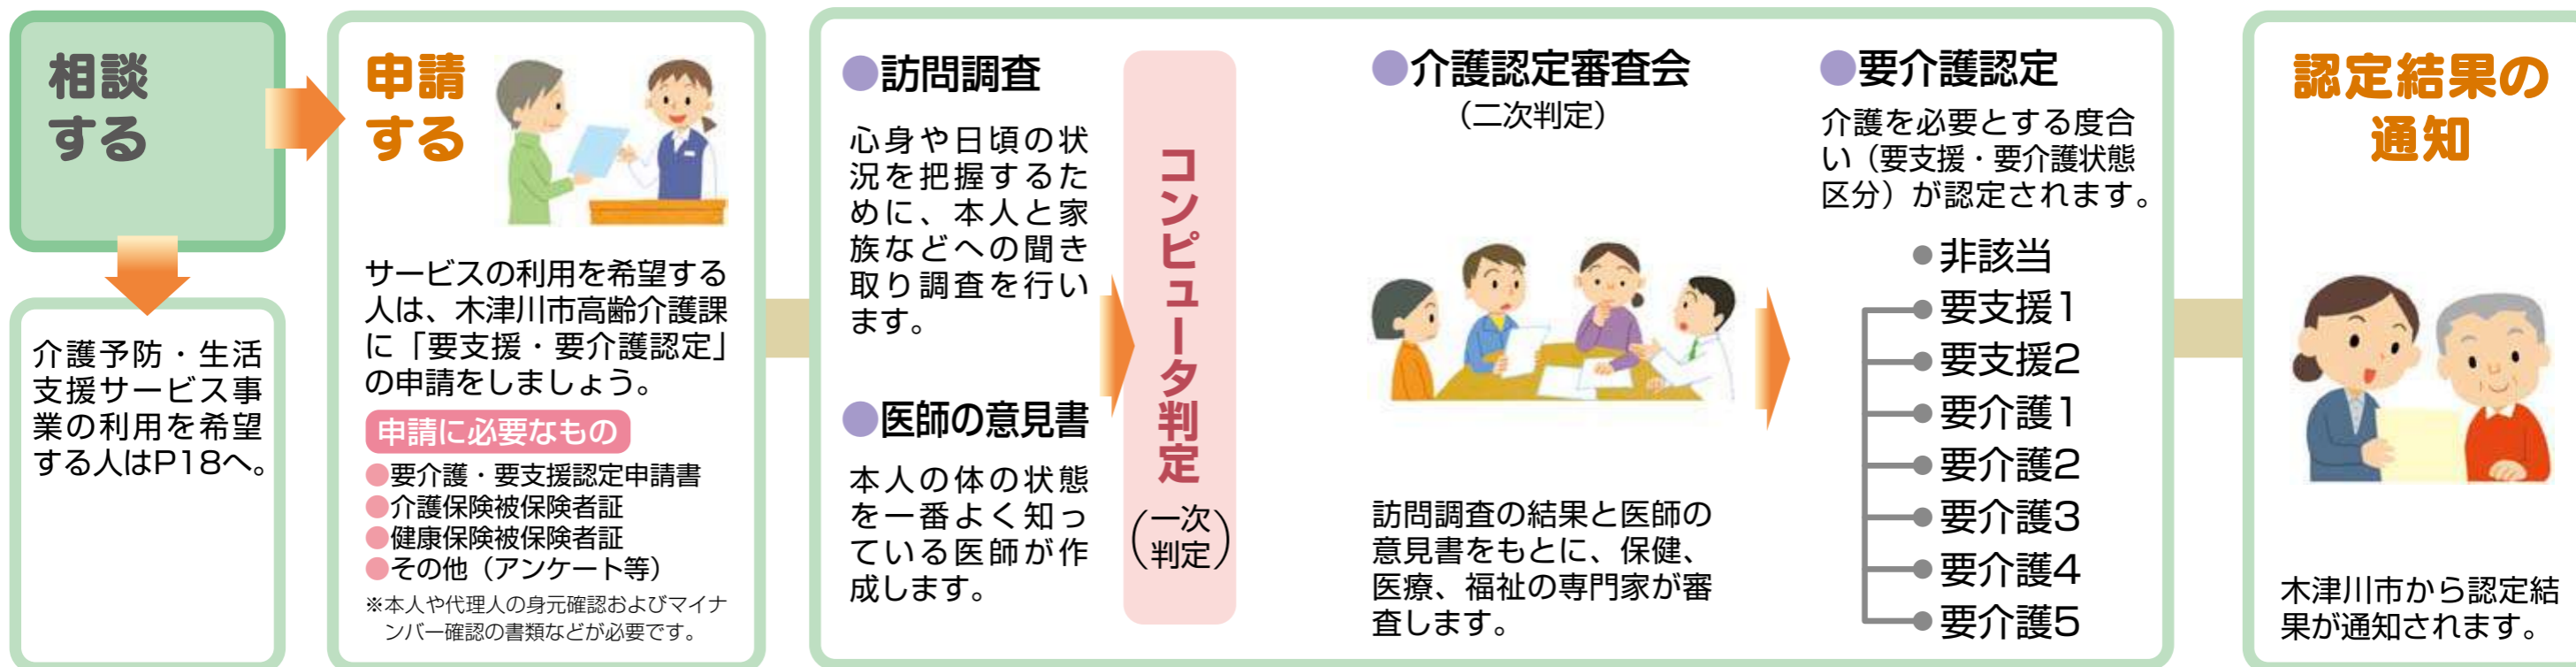 相談
する
介護予防・生活
支援サービス事
業の利用を希望
する人はP18へ。
申請
する
サービスの利用を希望する
人は、木津川市高齢介護課
に「要支援・要介護認定」
の申請をしましょう。
申請に必要なもの
●要介護・要支援認定申請書
●介護保険被保険者証
●健康保険被保険者証
●その他（アンケート等）
※本人や代理人の身元確認およびマイナ
ンバー確認の書類などが必要です。
●訪問調査
心身や日頃の状
況を把握するた
めに、本人と家
族などへの聞き
取り調査を行い
ます。
●医師の意見書
本人の体の状態
を一番よく知っ
ている医師が作
成します。
コンピュータ判定
（一次
判定）
●介護認定審査会
（二次判定）
訪問調査の結果と医師の
意見書をもとに、保健、
医療、福祉の専門家が審
査します。
●要介護認定
介護を必要とする度合
い（要支援・要介護状態
区分）が認定されます。
●非該当
●要支援1
●要支援2
●要介護1
●要介護2
●要介護3
●要介護4
●要介護5
認定結果の
通知
木津川市から認定結
果が通知されます。